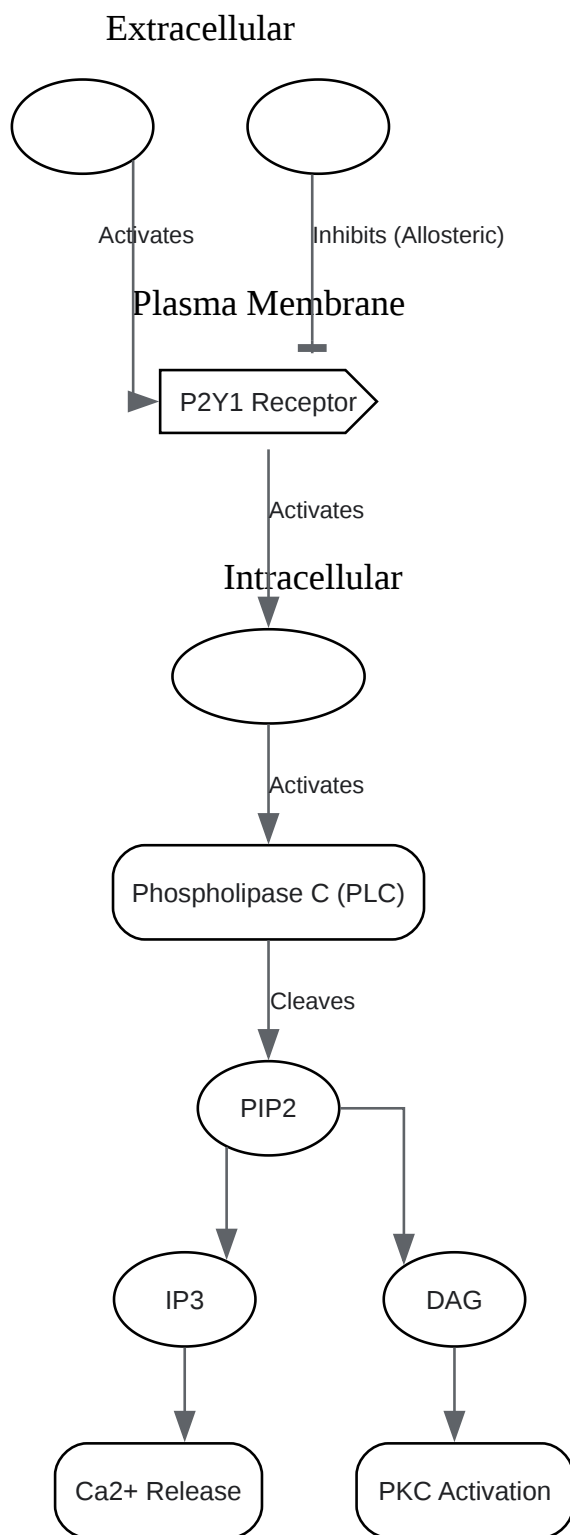 Extracellular
Activates
Inhibits (Allosteric)
Plasma Membrane
P2Y1 Receptor
Activates
Intracellular
Activates
Phospholipase C (PLC)
Cleaves
PIP2
IP3
DAG
Ca2+ Release
PKC Activation